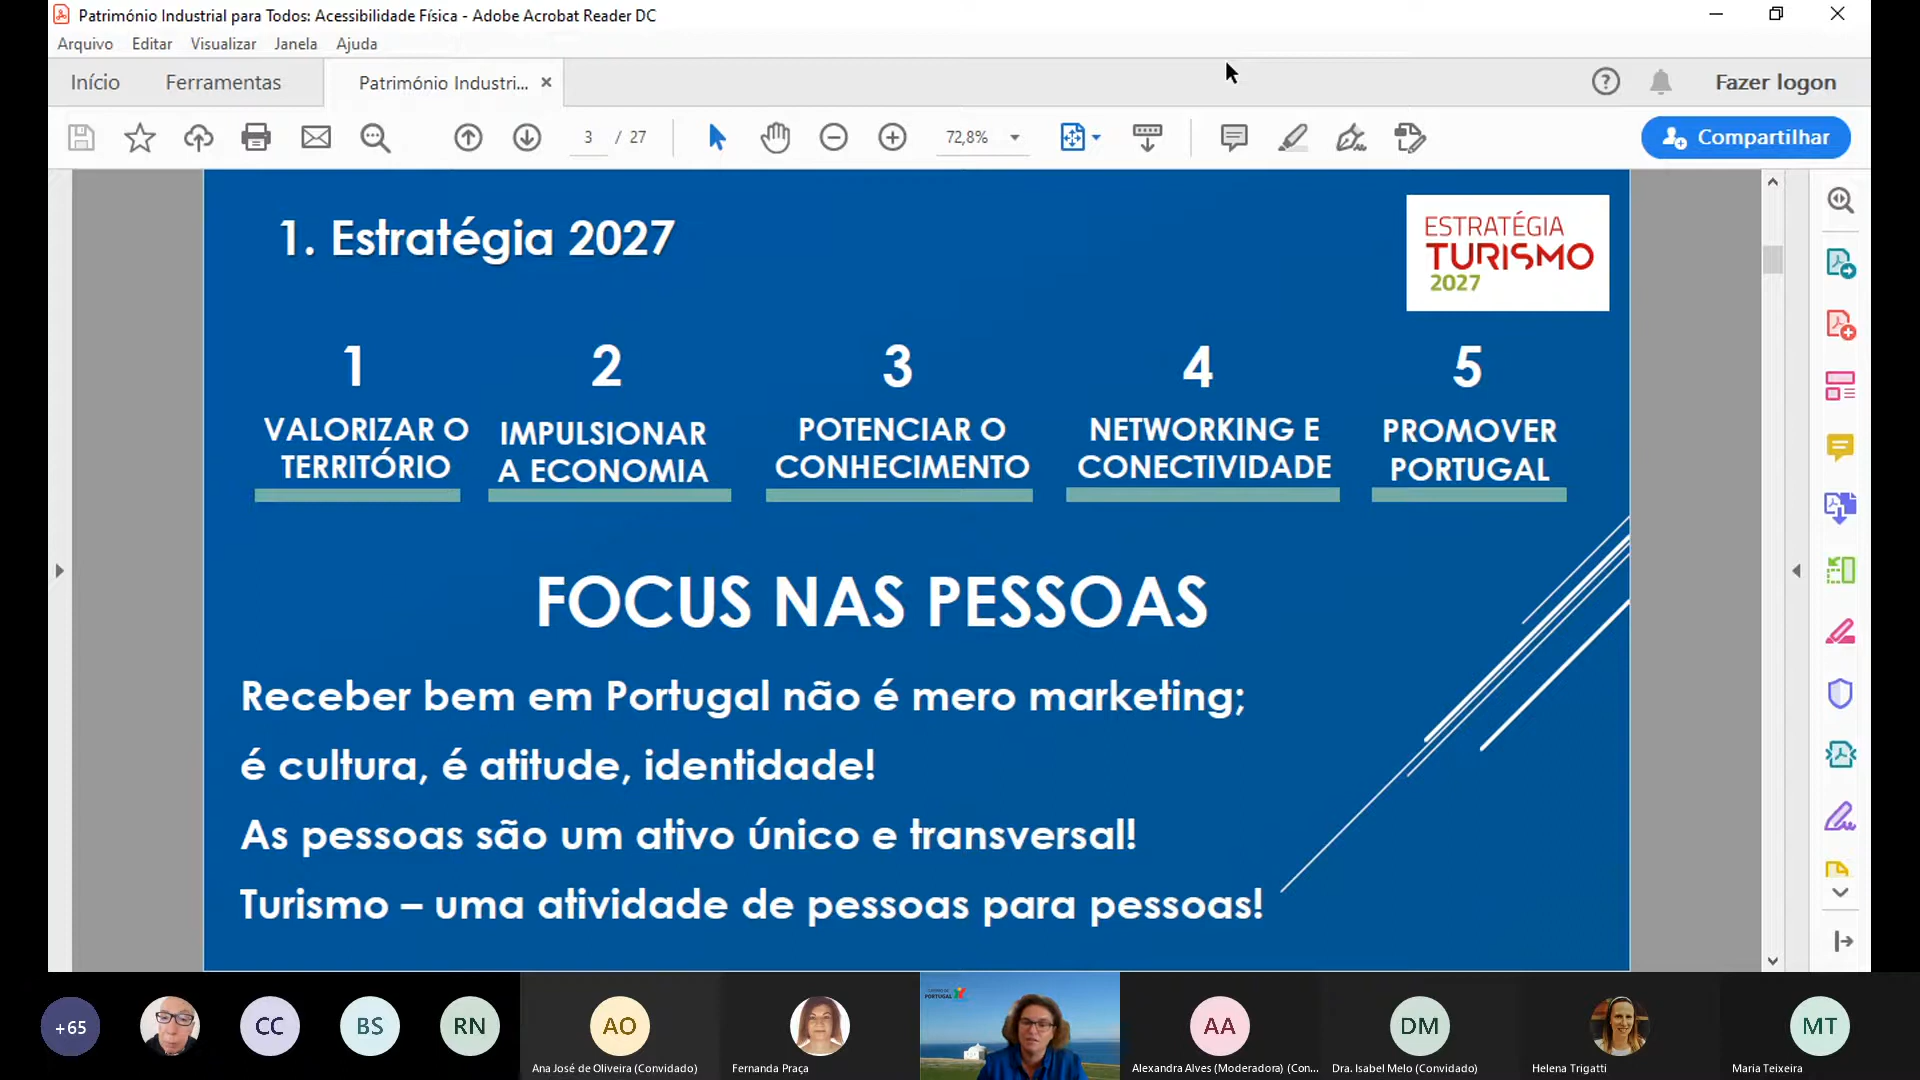 Património Industrial para Todos: Acessibilidade Física - Adobe Acrobat Reader DC
Arquivo Editar Visualizar Janela Ajuda
Início Ferramentas Património Industri... Fazer logon
3 / 27 72,8% Compartilhar
1. Estratégia 2027
ESTRATÉGIA
TURISMO
2027
1 2 3 4 5
VALORIZAR O TERRITÓRIO
IMPULSIONAR A ECONOMIA
POTENCIAR O CONHECIMENTO
NETWORKING E CONECTIVIDADE
PROMOVER PORTUGAL
FOCUS NAS PESSOAS
Receber bem em Portugal não é mero marketing;
é cultura, é atitude, identidade!
As pessoas são um ativo único e transversal!
Turismo – uma atividade de pessoas para pessoas!
+65 CC BS RN AO AA DM MT
PORTUGAL
Ana José de Oliveira (Convidado) Fernanda Praça Alexandra Alves (Moderadora) (Con... Dra. Isabel Melo (Convidado) Helena Trigatti Maria Teixeira